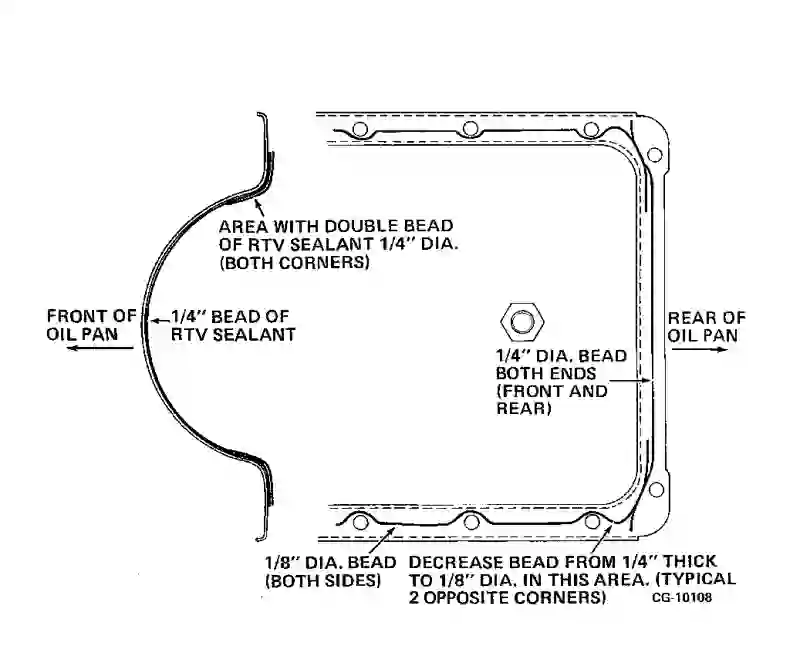 AREA WITH DOUBLE BEAD
OF RTV SEALANT 1/4" DIA.
(BOTH CORNERS)
FRONT OF
OIL PAN
1/4" BEAD OF
RTV SEALANT
REAR OF
OIL PAN
1/4" DIA. BEAD
BOTH ENDS
(FRONT AND
REAR)
1/8" DIA. BEAD
(BOTH SIDES)
DECREASE BEAD FROM 1/4" THICK
TO 1/8" DIA. IN THIS AREA. (TYPICAL
2 OPPOSITE CORNERS)
CG-10108